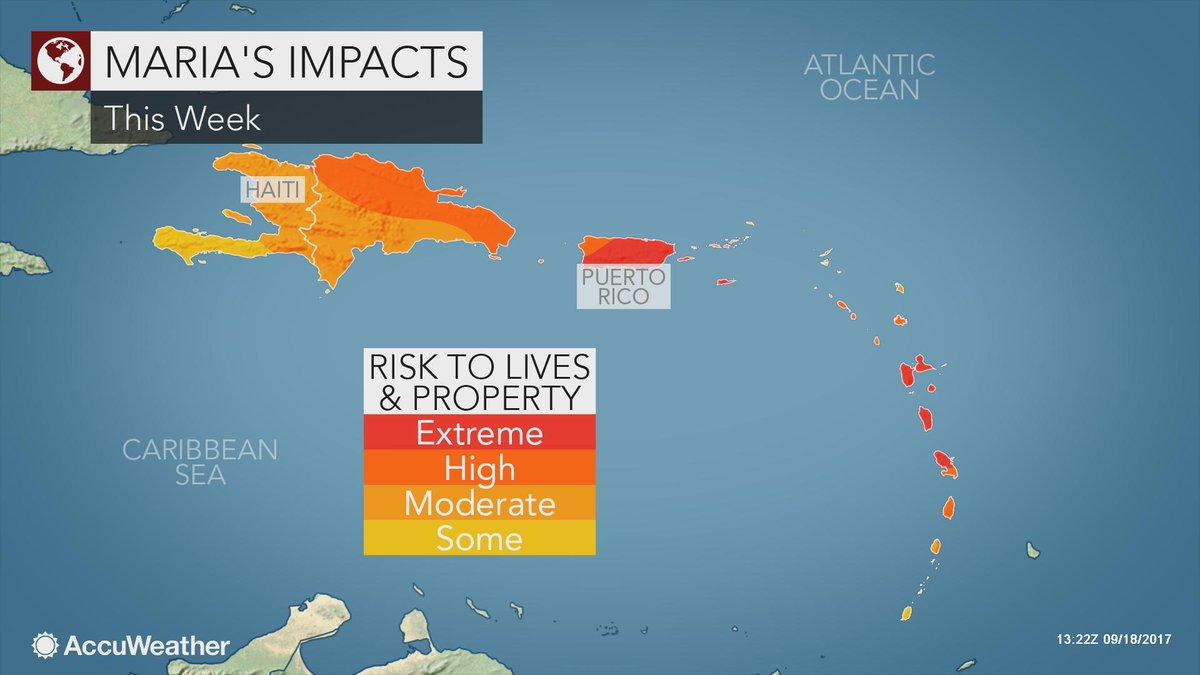 MARIA'S IMPACTS
This Week
ATLANTIC
OCEAN
HAITI
PUERTO
RICO
RISK TO LIVES
& PROPERTY
Extreme
High
Moderate
Some
CARIBBEAN
SEA
AccuWeather
13:22Z 09/18/2017